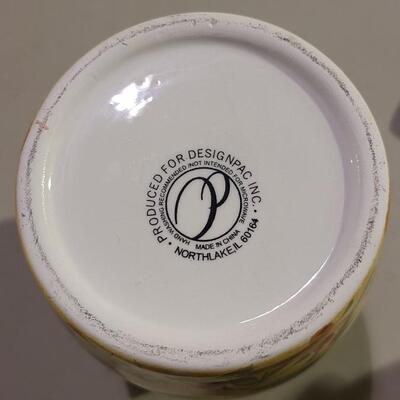 • PRODUCED FOR DESIGNPAC INC. •
HAND WASHING RECOMMENDED /NOT INTENDED FOR MICROWAVE
P
MADE IN CHINA
NORTHLAKE,IL 60164